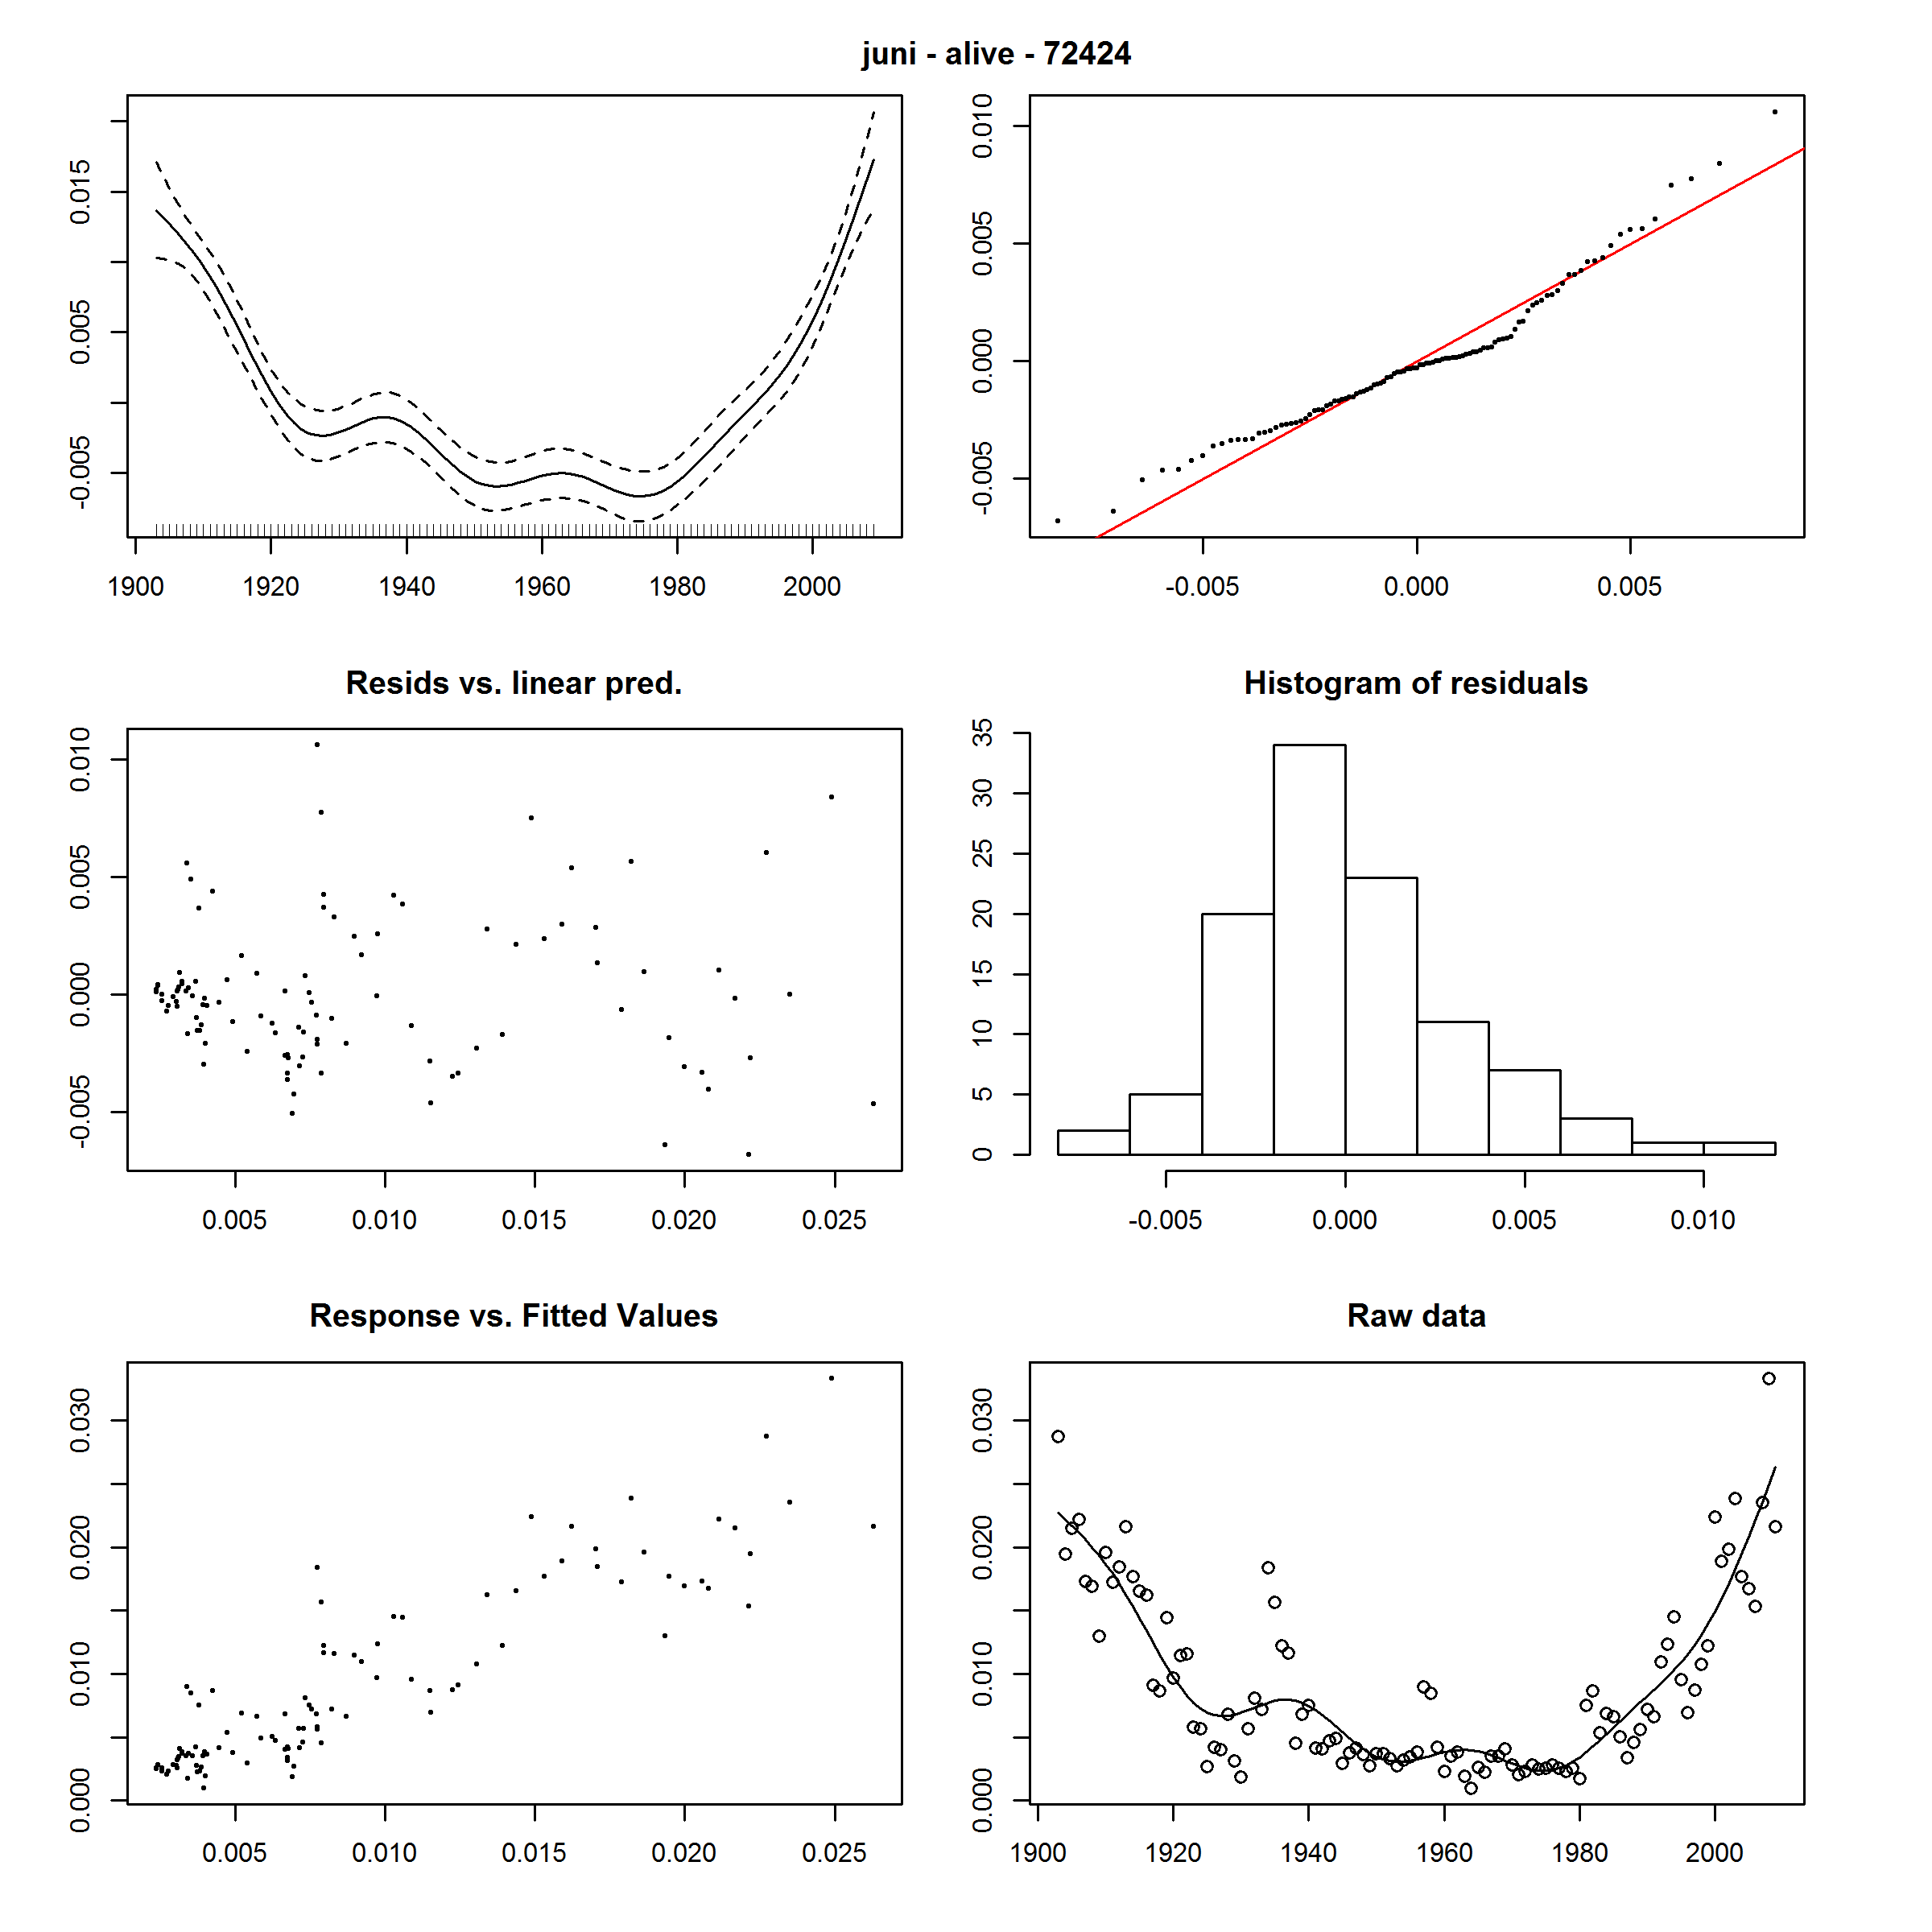 juni - alive - 72424
-0.005 0.005 0.015
1900 1920 1940 1960 1980 2000
-0.005 0.000 0.005 0.010
-0.005 0.000 0.005
Resids vs. linear pred.
-0.005 0.000 0.005 0.010
0.005 0.010 0.015 0.020 0.025
Histogram of residuals
0 5 10 15 20 25 30 35
-0.005 0.000 0.005 0.010
Response vs. Fitted Values
0.000 0.010 0.020 0.030
0.005 0.010 0.015 0.020 0.025
Raw data
0.000 0.010 0.020 0.030
1900 1920 1940 1960 1980 2000